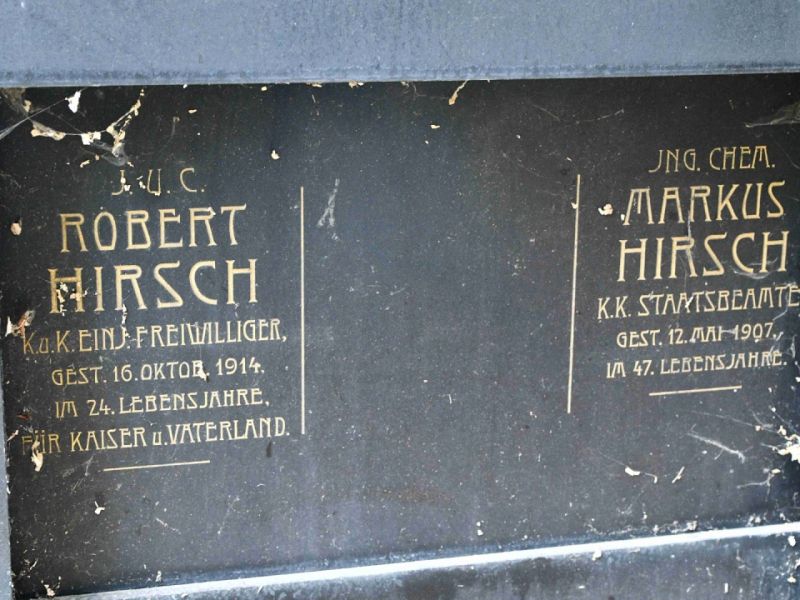 J. U. C.
ROBERT
HIRSCH
K.u.K. EINJ. FREIWILLIGER,
GEST. 16. OKTOB. 1914.
IM 24. LEBENSJAHRE,
FÜR KAISER u. VATERLAND.
JNG. CHEM.
MARKUS
HIRSCH
K.K. STAATSBEAMTE
GEST. 12. MAI 1907.
IM 47. LEBENSJAHRE.